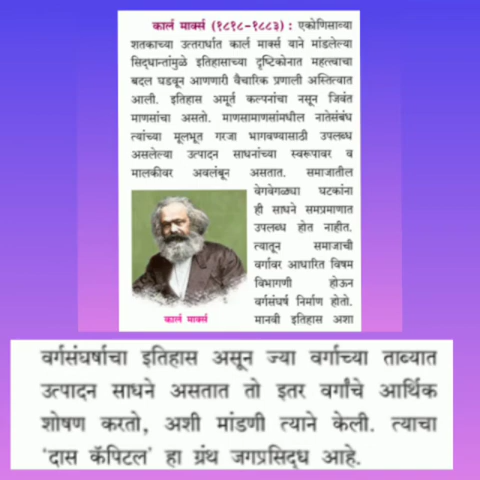 कार्ल मार्क्स (१८१८-१८८३) : एकोणिसाव्या
शतकाच्या उत्तरार्धात कार्ल मार्क्स याने मांडलेल्या
सिद्धान्तांमुळे इतिहासाच्या दृष्टिकोनात महत्त्वाचा
बदल घडवून आणणारी वैचारिक प्रणाली अस्तित्वात
आली. इतिहास अमूर्त कल्पनांचा नसून जिवंत
माणसांचा असतो. माणसामाणसांमधील नातेसंबंध
त्यांच्या मूलभूत गरजा भागवण्यासाठी उपलब्ध
असलेल्या उत्पादन साधनांच्या स्वरूपावर व
मालकीवर अवलंबून असतात. समाजातील
वेगवेगळ्या घटकांना
ही साधने समप्रमाणात
उपलब्ध होत नाहीत.
त्यातून समाजाची
वर्गावर आधारित विषम
विभागणी होऊन
वर्गसंघर्ष निर्माण होतो.
मानवी इतिहास अशा
कार्ल मार्क्स
वर्गसंघर्षाचा इतिहास असून ज्या वर्गाच्या ताब्यात
उत्पादन साधने असतात तो इतर वर्गांचे आर्थिक
शोषण करतो, अशी मांडणी त्याने केली. त्याचा
‘दास कॅपिटल’ हा ग्रंथ जगप्रसिद्ध आहे.